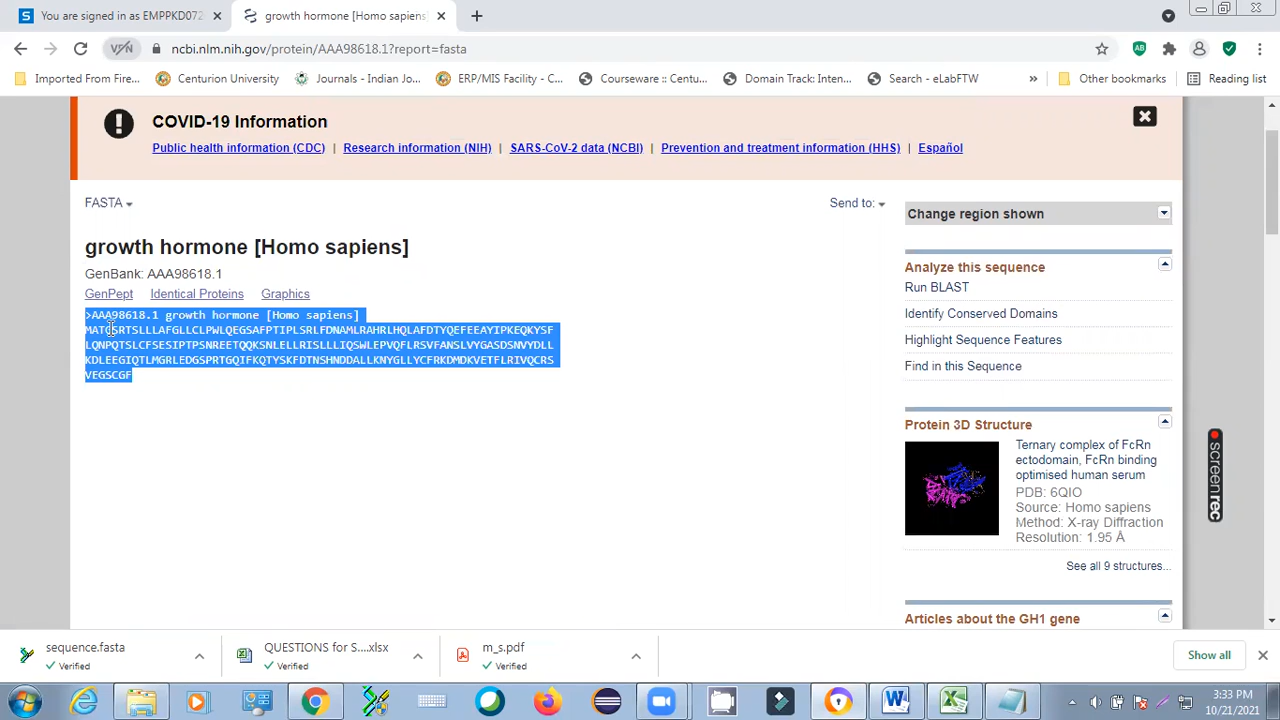 You are signed in as EMPPKD072
growth hormone [Homo sapiens]
ncbi.nlm.nih.gov/protein/AAA98618.1?report=fasta
Imported From Fire...
Centurion University
Journals - Indian Jo...
ERP/MIS Facility - C...
Courseware :: Centu...
Domain Track: Inten...
Search - eLabFTW
»
Other bookmarks
Reading list
COVID-19 Information
Public health information (CDC) | Research information (NIH) | SARS-CoV-2 data (NCBI) | Prevention and treatment information (HHS) | Español
FASTA
Send to:
growth hormone [Homo sapiens]
GenBank: AAA98618.1
GenPept Identical Proteins Graphics
>AAA98618.1 growth hormone [Homo sapiens]
MATGSRTSLLLAFGLLCLPWLQEGSAFPTIPLSRLFDNAMLRAHRLHQLAFDTYQEFEEAYIPKEQKYSF
LQNPQTSLCFSESIPTPSNREETQQKSNLELLRISLLLIQSWLEPVQFLRSVFANSLVYGASDSNVYDLL
KDLEEGIQTLMGRLEDGSPRTGQIFKQTYSKFDTNSHNDDALLKNYGLLYCFRKDMDKVETFLRIVQCRS
VEGSCGF
Change region shown
Analyze this sequence
Run BLAST
Identify Conserved Domains
Highlight Sequence Features
Find in this Sequence
Protein 3D Structure
Ternary complex of FcRn
ectodomain, FcRn binding
optimised human serum
PDB: 6QIO
Source: Homo sapiens
Method: X-ray Diffraction
Resolution: 1.95 Å
See all 9 structures...
Articles about the GH1 gene
screenrec
sequence.fasta
Verified
QUESTIONS for S....xlsx
Verified
m_s.pdf
Verified
Show all
3:33 PM
10/21/2021